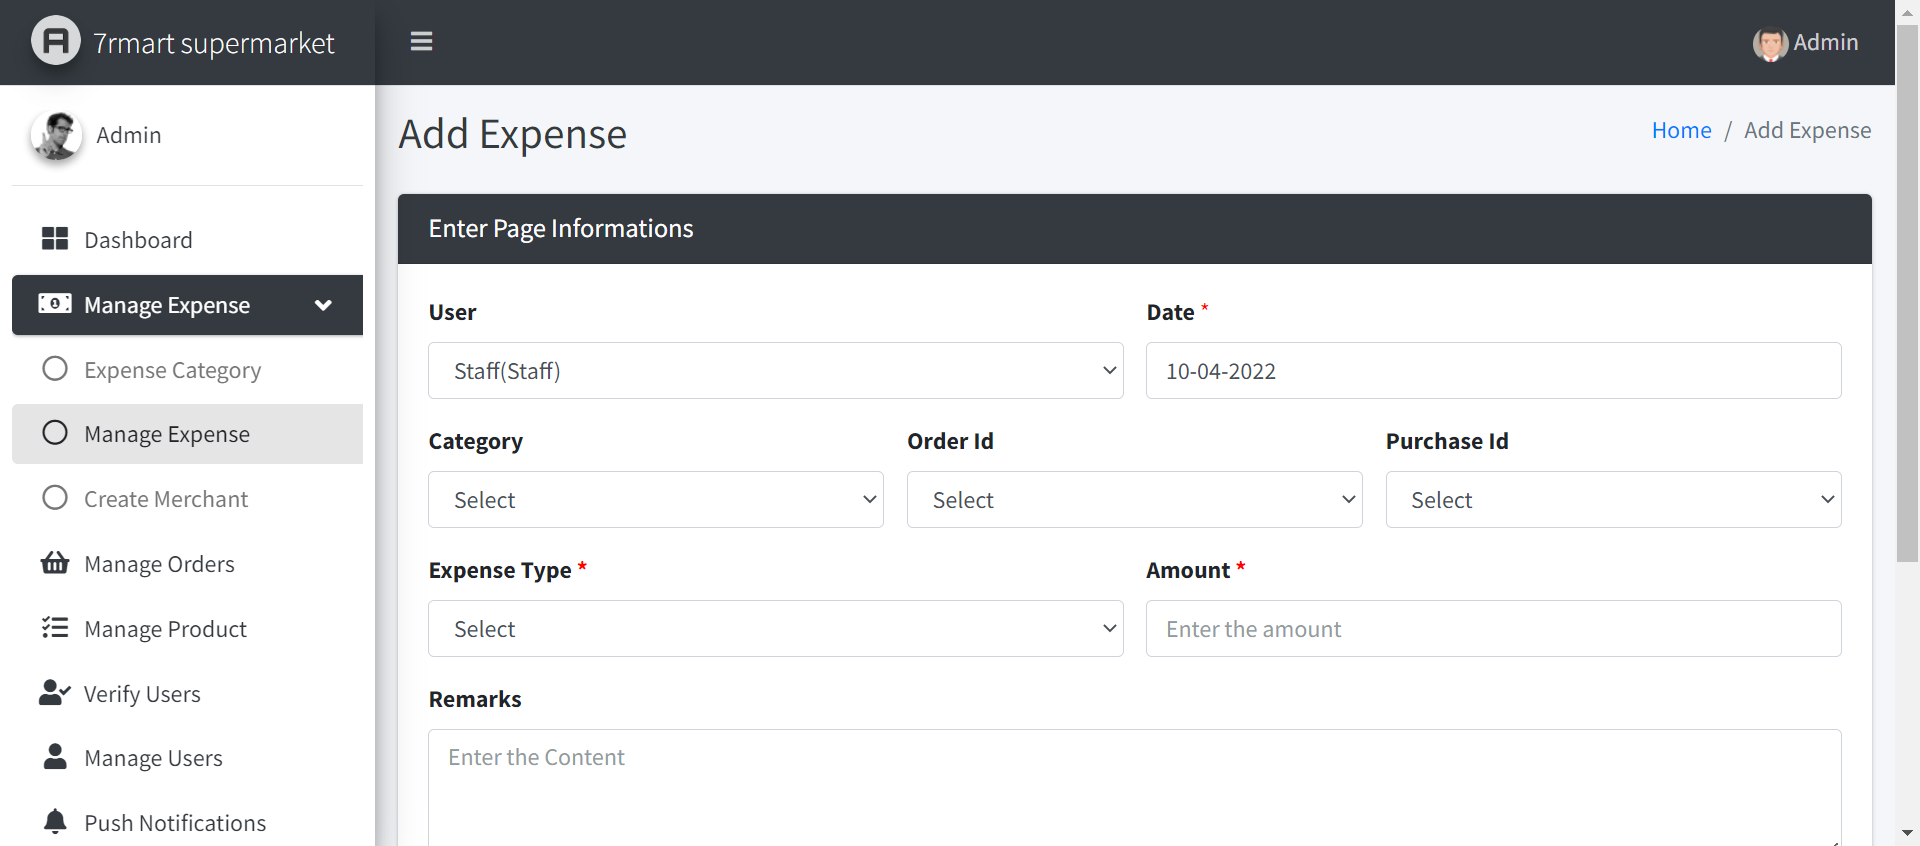 7rmart supermarket
Admin
Admin
Dashboard
Manage Expense
Expense Category
Manage Expense
Create Merchant
Manage Orders
Manage Product
Verify Users
Manage Users
Push Notifications
Add Expense
Home / Add Expense
Enter Page Informations
User
Date *
Staff(Staff)
10-04-2022
Category
Order Id
Purchase Id
Select
Select
Select
Expense Type *
Amount *
Select
Enter the amount
Remarks
Enter the Content